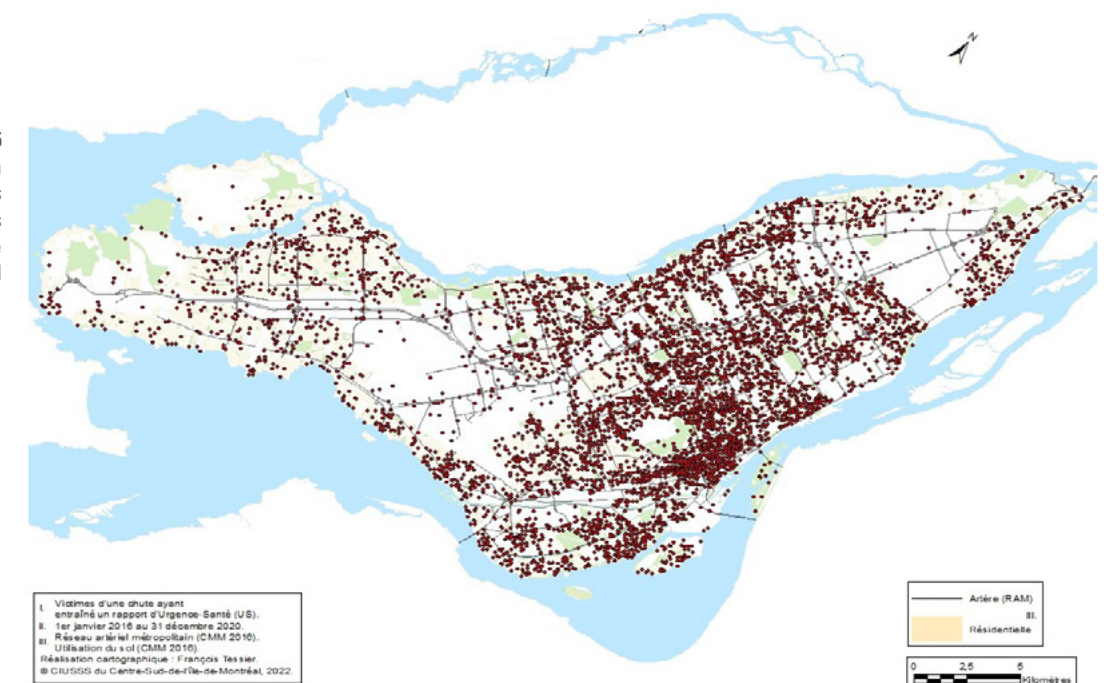 N
I. Victimes d'une chute ayant
entraîné un rapport d'Urgence-Santé (US).
II. 1er janvier 2016 au 31 décembre 2020.
III. Réseau artériel métropolitain (CMM 2016).
Utilisation du sol (CMM 2016).
Réalisation cartographique : François Tessier.
© CIUSSS du Centre-Sud-de-l'Île-de-Montréal, 2022.
Artère (RAM)
III.
Résidentielle
0 2,5 5
Kilomètres